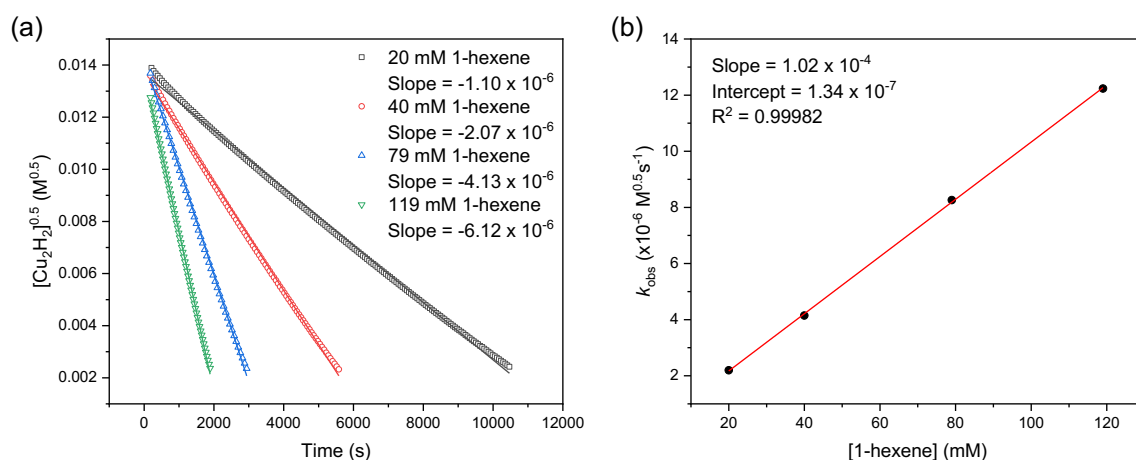 (a)
[Cu₂H₂]⁰·⁵ (M⁰·⁵)
0.014
0.012
0.010
0.008
0.006
0.004
0.002
20 mM 1-hexene
Slope = -1.10 x 10⁻⁶
40 mM 1-hexene
Slope = -2.07 x 10⁻⁶
79 mM 1-hexene
Slope = -4.13 x 10⁻⁶
119 mM 1-hexene
Slope = -6.12 x 10⁻⁶
0 2000 4000 6000 8000 10000 12000
Time (s)
(b)
k_obs (x10⁻⁶ M⁰·⁵s⁻¹)
14
12
10
8
6
4
2
Slope = 1.02 x 10⁻⁴
Intercept = 1.34 x 10⁻⁷
R² = 0.99982
20 40 60 80 100 120
[1-hexene] (mM)